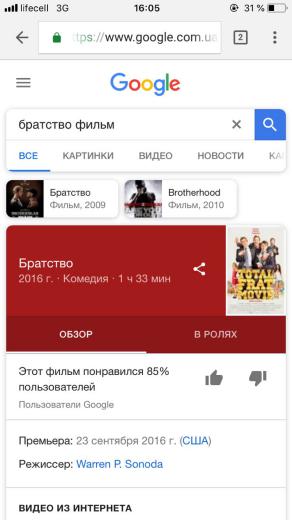 lifecell 3G 16:05 31 %
ttps://www.google.com.ua 2
Google
братство фильм
ВСЕ КАРТИНКИ ВИДЕО НОВОСТИ КА
Братство
Фильм, 2009
Brotherhood
Фильм, 2010
Братство
2016 г. · Комедия · 1 ч 33 мин
TOTAL
FRAT
MOVIE
ОБЗОР В РОЛЯХ
Этот фильм понравился 85%
пользователей
Пользователи Google
Премьера: 23 сентября 2016 г. (США)
Режиссер: Warren P. Sonoda
ВИДЕО ИЗ ИНТЕРНЕТА